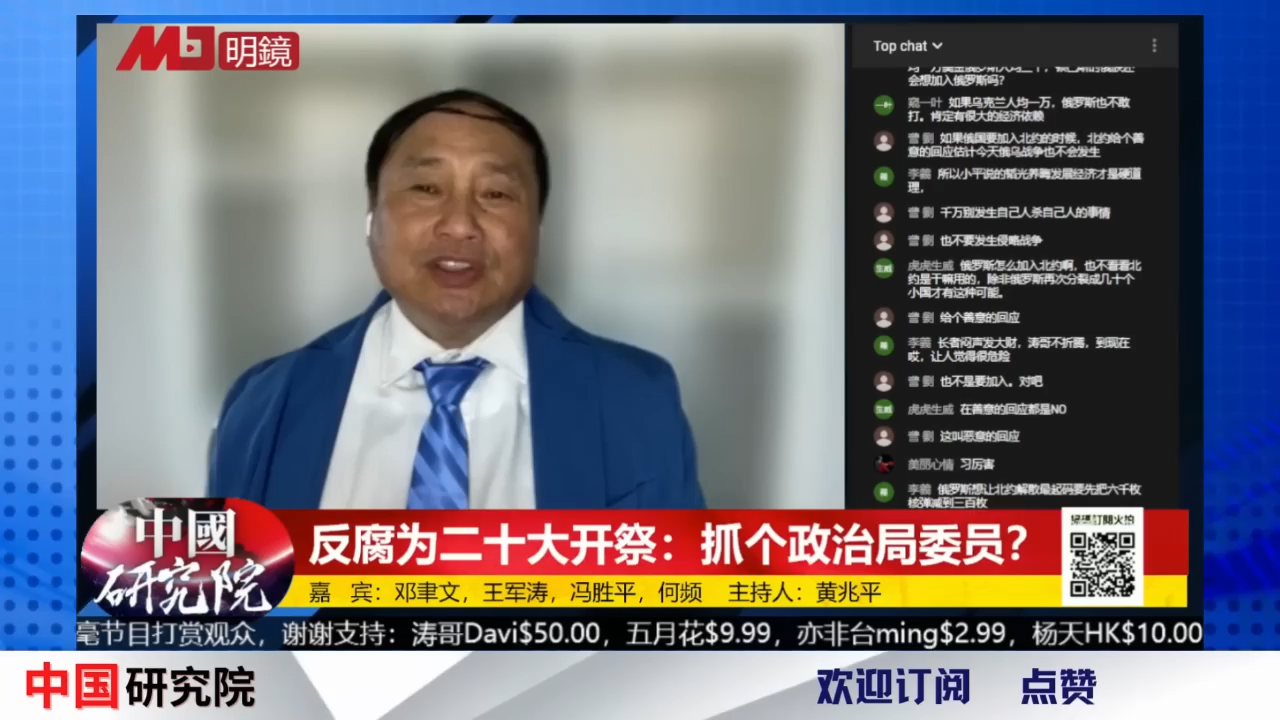 明鏡
Top chat
会想加入俄罗斯吗?
窥一叶 如果乌克兰人均一万，俄罗斯也不敢
打。肯定有很大的经济依赖
曾 劉 如果俄国要加入北约的时候，北约给个善
意的回应估计今天俄乌战争也不会发生
李義 所以小平说的韬光养晦发展经济才是硬道
理,
曾 劉 千万别发生自己人杀自己人的事情
曾 劉 也不要发生侵略战争
生威 虎虎生威 俄罗斯怎么加入北约啊，也不看看北
约是干嘛用的，除非俄罗斯再次分裂成几十个
小国才有这种可能。
曾 劉 给个善意的回应
李義 长者闷声发大财，涛哥不折腾，到现在
哎，让人觉得很危险
曾 劉 也不是要加入。对吧
生威 虎虎生威 在善意的回应都是NO
曾 劉 这叫恶意的回应
美丽心情 习厉害
李義 俄罗斯想让北约解散最起码要先把六千枚
核弹减到三百枚
中國
研究院
反腐为二十大开祭：抓个政治局委员？
嘉 宾：邓聿文，王军涛，冯胜平，何频 主持人：黄兆平
毫节目打赏观众，谢谢支持：涛哥Davi$50.00，五月花$9.99，亦非台ming$2.99，杨天HK$10.00
中国研究院
欢迎订阅 点赞